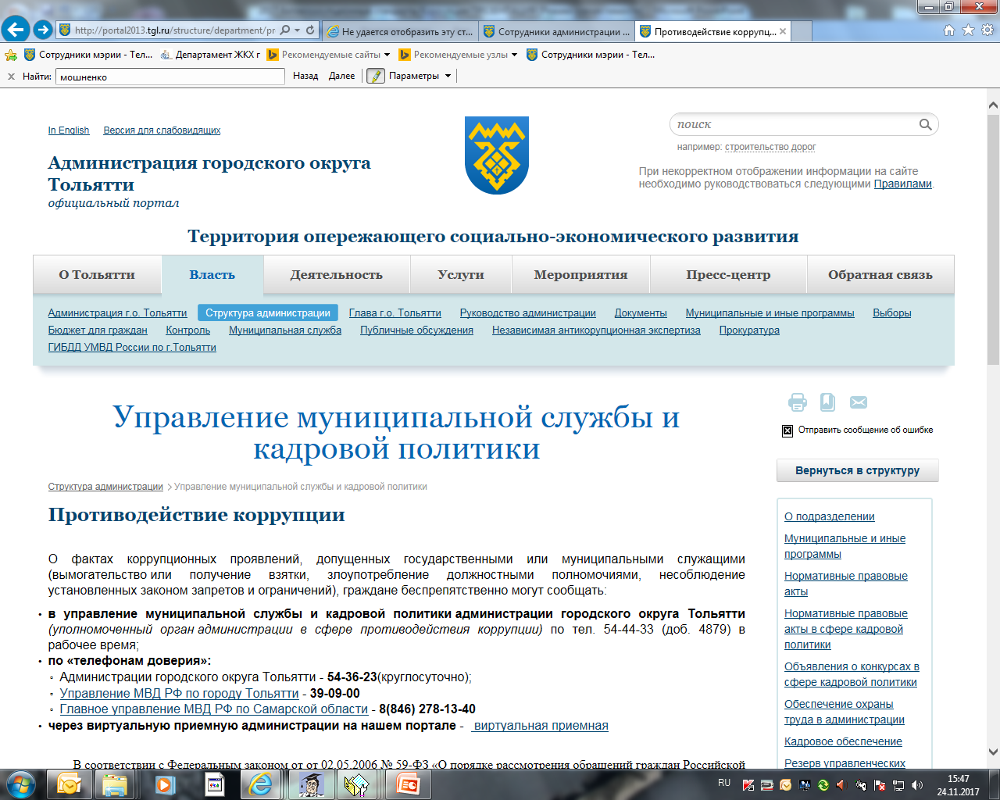 http://portal2013.tgl.ru/structure/department/pr
Не удается отобразить эту ст...
Сотрудники администрации ...
Противодействие коррупц...
Сотрудники мэрии - Тел...
Департамент ЖКХ г
Рекомендуемые сайты
Рекомендуемые узлы
Сотрудники мэрии - Тел...
Найти: мошненко Назад Далее Параметры
In English Версия для слабовидящих
Администрация городского округа
Тольятти
официальный портал
поиск
например: строительство дорог
При некорректном отображении информации на сайте
необходимо руководствоваться следующими Правилами.
Территория опережающего социально-экономического развития
О Тольятти Власть Деятельность Услуги Мероприятия Пресс-центр Обратная связь
Администрация г.о. Тольятти Структура администрации Глава г.о. Тольятти Руководство администрации Документы Муниципальные и иные программы Выборы
Бюджет для граждан Контроль Муниципальная служба Публичные обсуждения Независимая антикорупционная экспертиза Прокуратура
ГИБДД УМВД России по г.Тольятти
Управление муниципальной службы и
кадровой политики
Структура администрации > Управление муниципальной службы и кадровой политики
Противодействие коррупции
О фактах коррупционных проявлений, допущенных государственными или муниципальными служащими
(вымогательство или получение взятки, злоупотребление должностными полномочиями, несоблюдение
установленных законом запретов и ограничений), граждане беспрепятственно могут сообщать:
• в управление муниципальной службы и кадровой политики администрации городского округа Тольятти
(уполномоченный орган администрации в сфере противодействия коррупции) по тел. 54-44-33 (доб. 4879) в
рабочее время;
• по «телефонам доверия»:
◦ Администрации городского округа Тольятти - 54-36-23(круглосуточно);
◦ Управление МВД РФ по городу Тольятти - 39-09-00
◦ Главное управление МВД РФ по Самарской области - 8(846) 278-13-40
• через виртуальную приемную администрации на нашем портале - виртуальная приемная
В соответствии с Федеральным законом от от 02.05.2006 № 59-ФЗ «О порядке рассмотрения обращений граждан Российской
Отправить сообщение об ошибке
Вернуться в структуру
О подразделении
Муниципальные и иные
программы
Нормативные правовые
акты
Нормативные правовые
акты в сфере кадровой
политики
Объявления о конкурсах в
сфере кадровой политики
Обеспечение охраны
труда в администрации
Кадровое обеспечение
Резерв управленческих
RU
15:47
24.11.2017